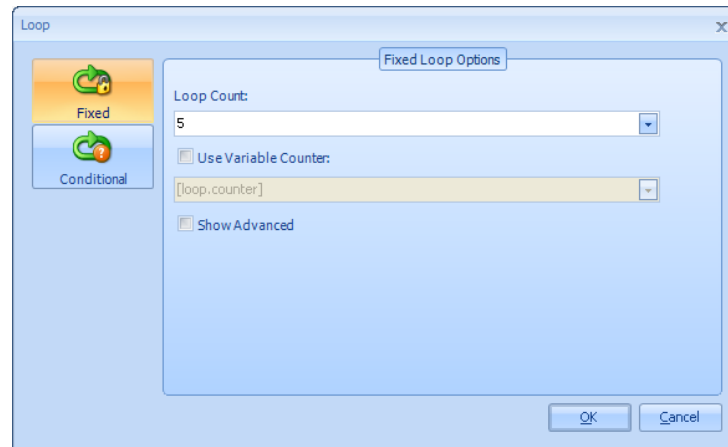 Loop
x
Fixed
Conditional
Fixed Loop Options
Loop Count:
5
Use Variable Counter:
[loop.counter]
Show Advanced
OK
Cancel